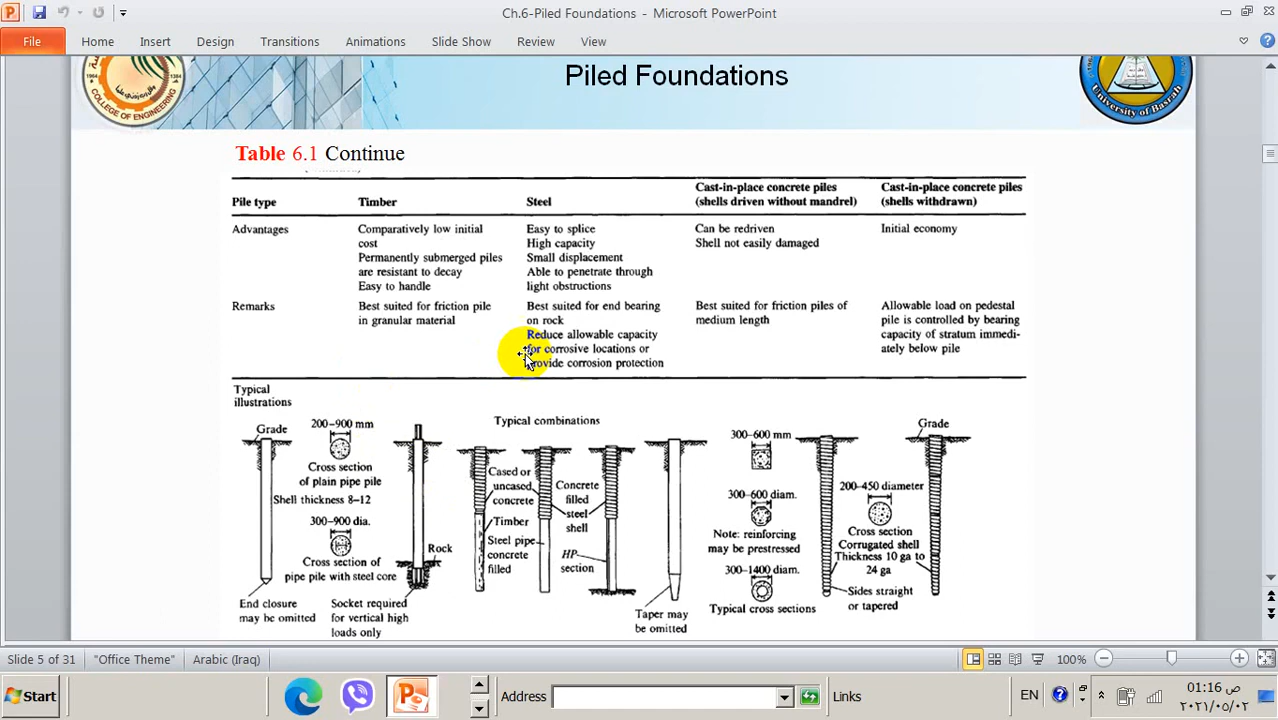 Ch.6-Piled Foundations - Microsoft PowerPoint
File Home Insert Design Transitions Animations Slide Show Review View
1964 1384
COLLEGE OF ENGINEERING
Piled Foundations
University of Basrah
Table 6.1 Continue
Pile type
Timber
Steel
Cast-in-place concrete piles
(shells driven without mandrel)
Cast-in-place concrete piles
(shells withdrawn)
Advantages
Comparatively low initial
cost
Permanently submerged piles
are resistant to decay
Easy to handle
Easy to splice
High capacity
Small displacement
Able to penetrate through
light obstructions
Can be redriven
Shell not easily damaged
Initial economy
Remarks
Best suited for friction pile
in granular material
Best suited for end bearing
on rock
Reduce allowable capacity
for corrosive locations or
provide corrosion protection
Best suited for friction piles of
medium length
Allowable load on pedestal
pile is controlled by bearing
capacity of stratum immedi-
ately below pile
Typical
illustrations
Grade
200–900 mm
Cross section
of plain pipe pile
Shell thickness 8–12
300–900 dia.
Cross section of
pipe pile with steel core
End closure
may be omitted
Socket required
for vertical high
loads only
Rock
Typical combinations
Cased or
uncased
concrete
Timber
Steel pipe
concrete
filled
Concrete
filled
steel
shell
HP
section
Taper may
be omitted
300–600 mm
300–600 diam.
Note: reinforcing
may be prestressed
300–1400 diam.
Typical cross sections
Grade
200–450 diameter
Cross section
Corrugated shell
Thickness 10 ga to
24 ga
Sides straight
or tapered
Slide 5 of 31 "Office Theme" Arabic (Iraq) 100%
Start Address Links EN
01:16 ص
٢٠٢١/٠٥/٠٢